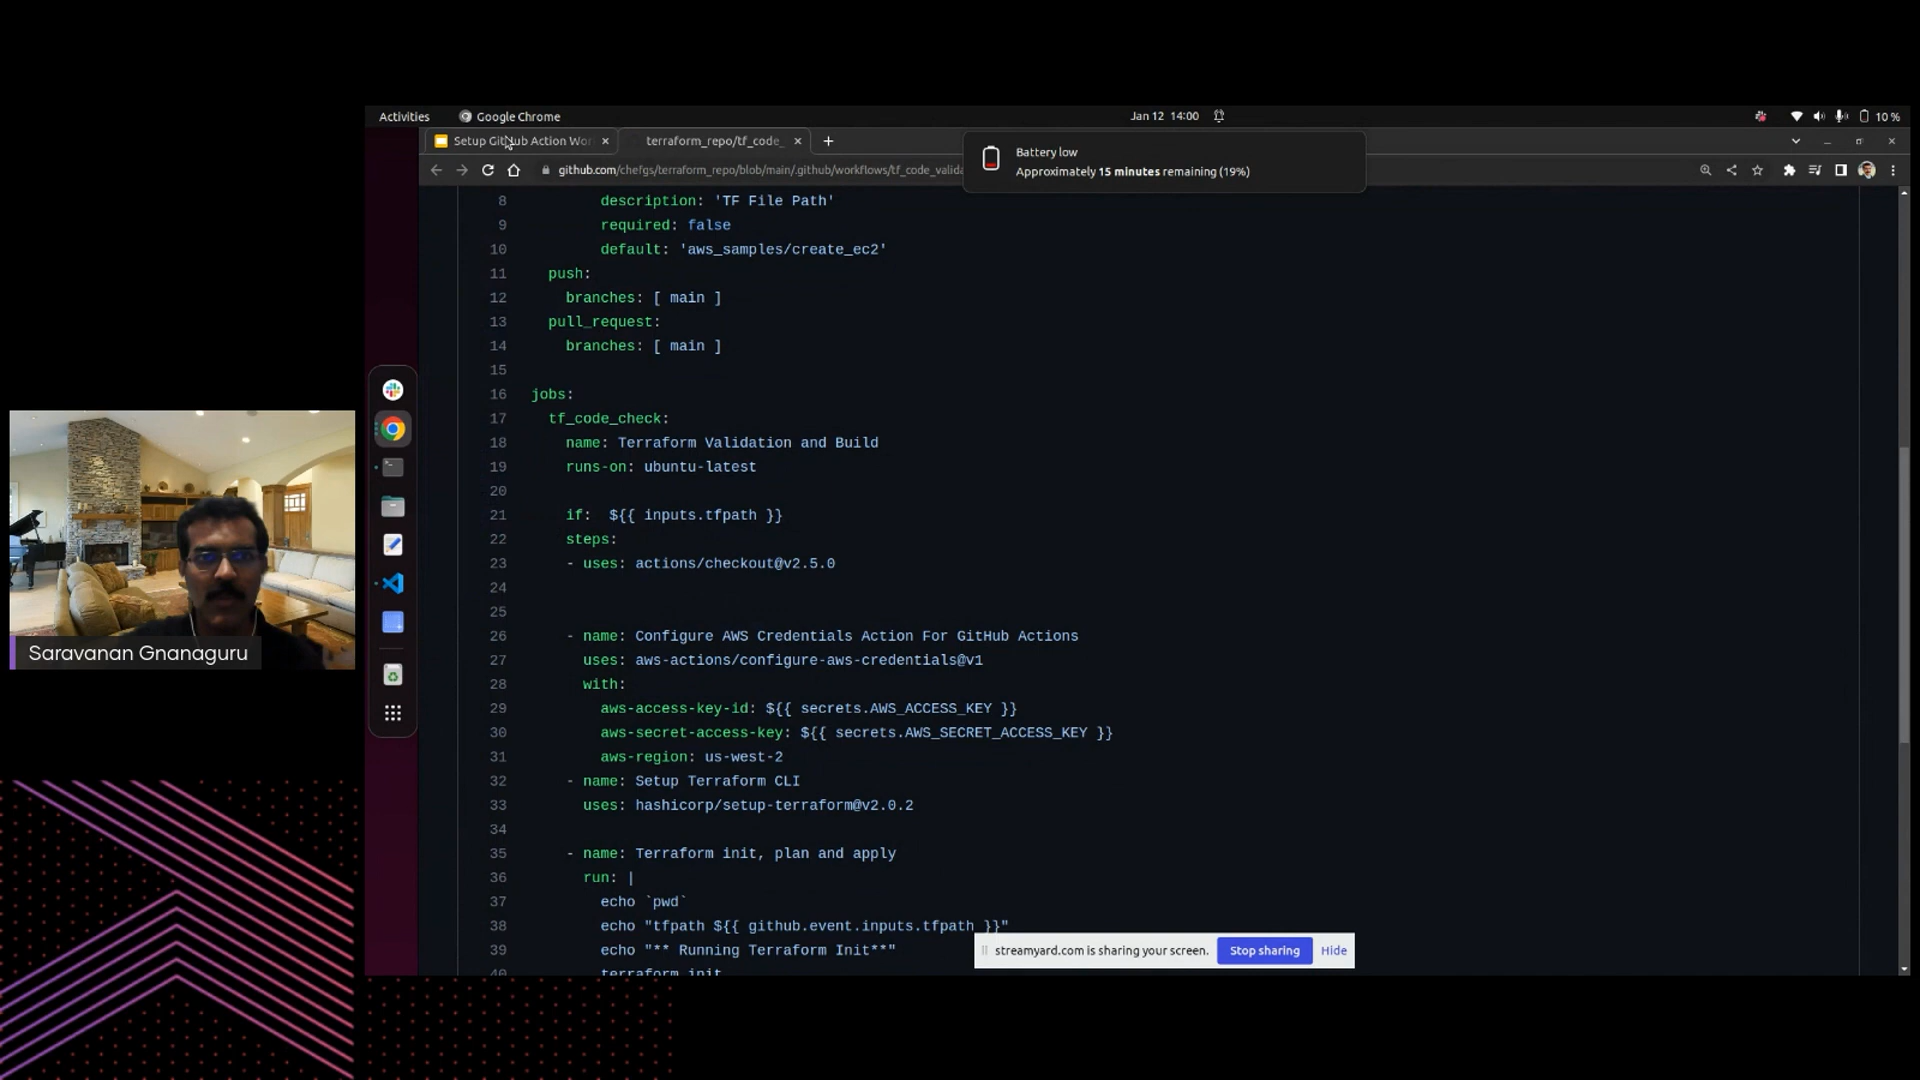 Activities
Google Chrome
Jan 12 14:00
10 %
Setup GitHub Action Wor
terraform_repo/tf_code_
github.com/chefgs/terraform_repo/blob/main/.github/workflows/tf_code_valida
Battery low
Approximately 15 minutes remaining (19%)
8 description: 'TF File Path'
9 required: false
10 default: 'aws_samples/create_ec2'
11 push:
12 branches: [ main ]
13 pull_request:
14 branches: [ main ]
15
16 jobs:
17 tf_code_check:
18 name: Terraform Validation and Build
19 runs-on: ubuntu-latest
20
21 if: ${{ inputs.tfpath }}
22 steps:
23 - uses: actions/checkout@v2.5.0
24
25
26 - name: Configure AWS Credentials Action For GitHub Actions
27 uses: aws-actions/configure-aws-credentials@v1
28 with:
29 aws-access-key-id: ${{ secrets.AWS_ACCESS_KEY }}
30 aws-secret-access-key: ${{ secrets.AWS_SECRET_ACCESS_KEY }}
31 aws-region: us-west-2
32 - name: Setup Terraform CLI
33 uses: hashicorp/setup-terraform@v2.0.2
34
35 - name: Terraform init, plan and apply
36 run: |
37 echo `pwd`
38 echo "tfpath ${{ github.event.inputs.tfpath }}"
39 echo "** Running Terraform Init**"
40 terraform init
streamyard.com is sharing your screen.
Stop sharing
Hide
Saravanan Gnanaguru